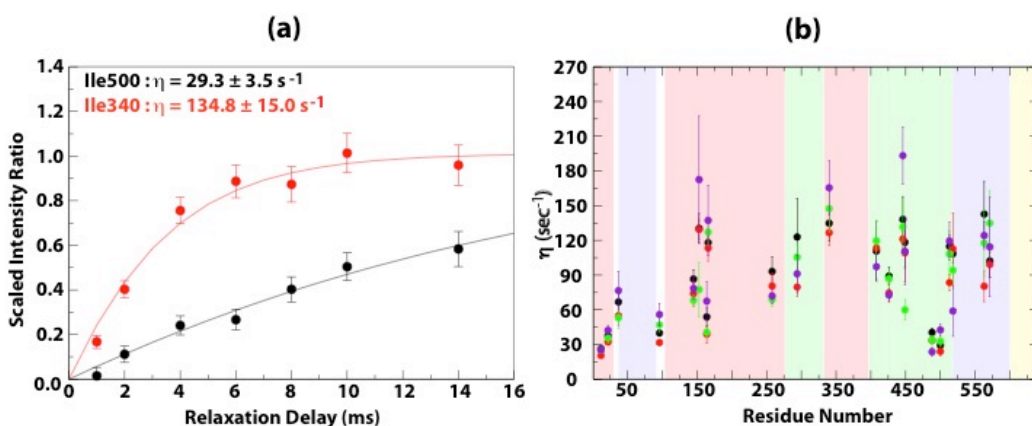 (a)
(b)
Ile500 : η = 29.3 ± 3.5 s⁻¹
Ile340 : η = 134.8 ± 15.0 s⁻¹
Scaled Intensity Ratio
1.4
1.2
1.0
0.8
0.6
0.4
0.2
0.0
0 2 4 6 8 10 12 14 16
Relaxation Delay (ms)
η (sec⁻¹)
270
240
210
180
150
120
90
60
30
0
50 150 250 350 450 550
Residue Number